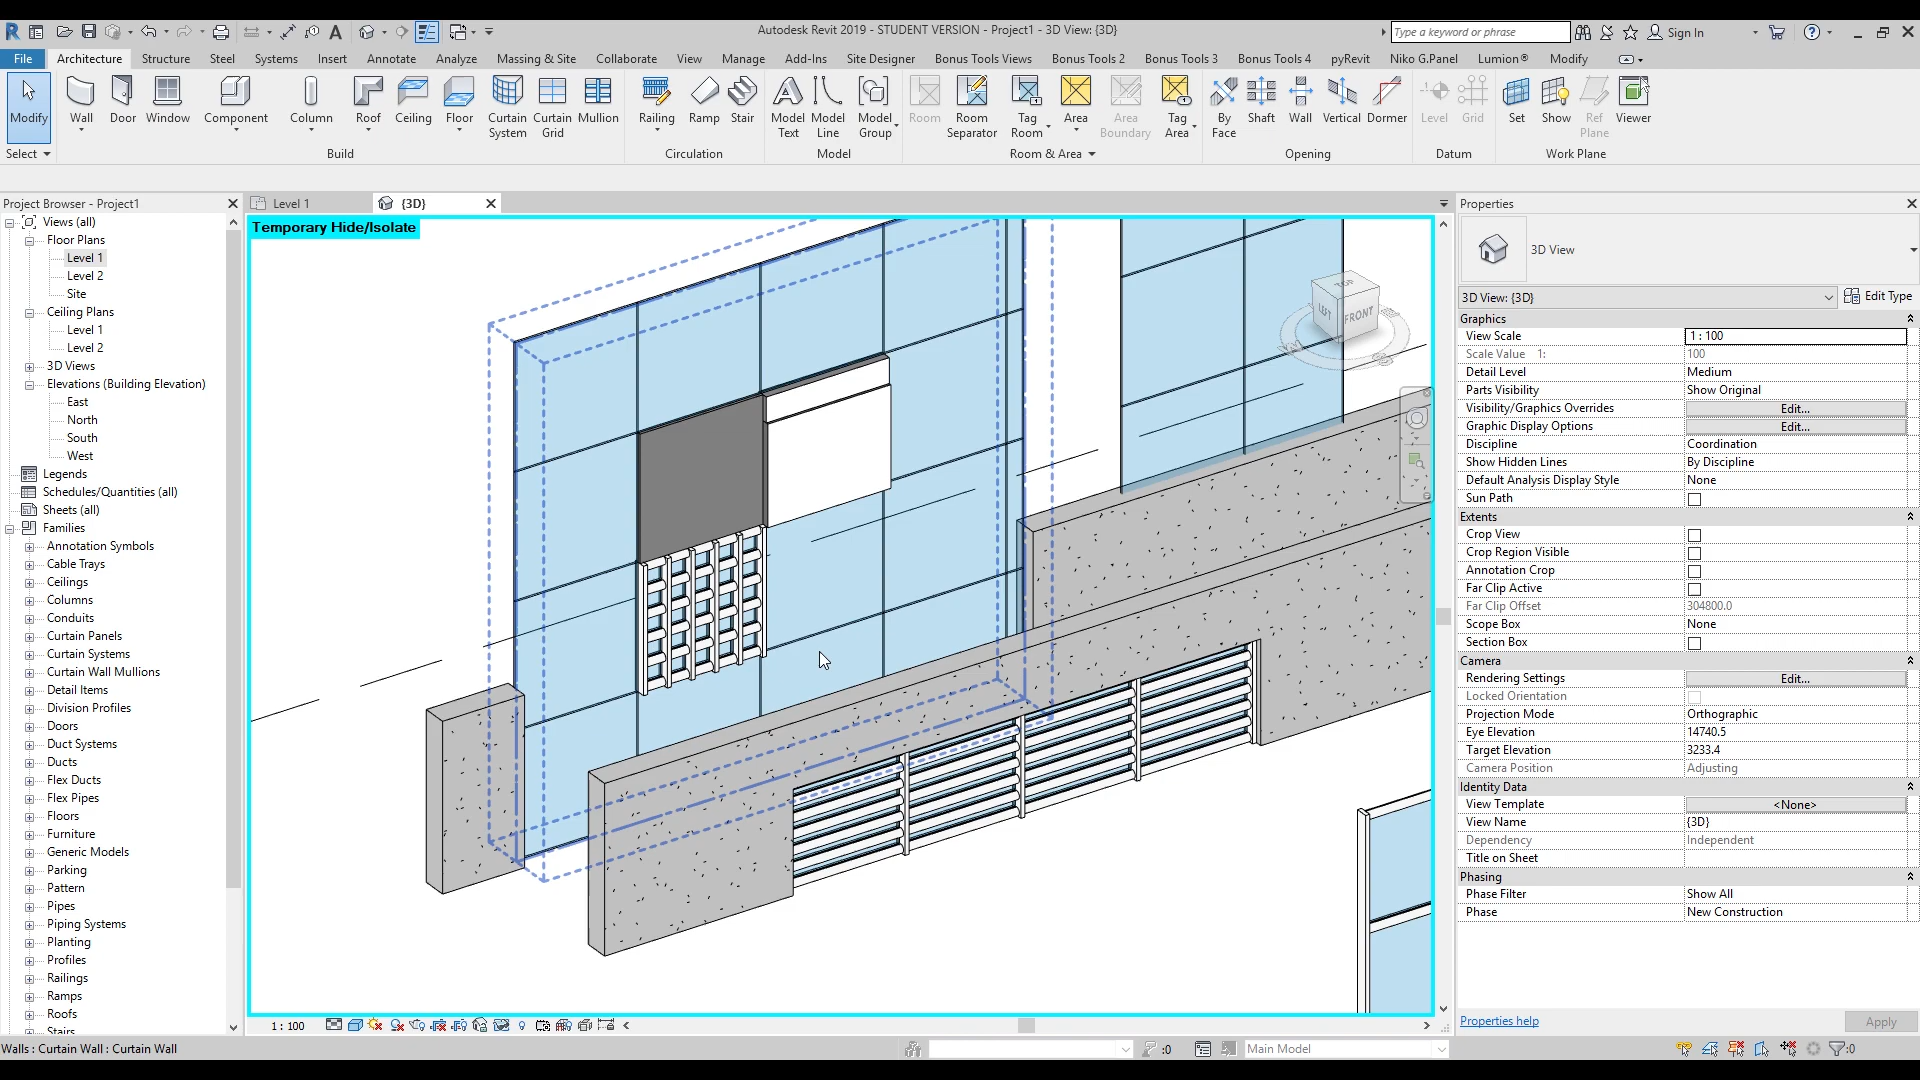 Autodesk Revit 2019 - STUDENT VERSION - Project1 - 3D View: {3D}
Type a keyword or phrase
Sign In
File
Architecture
Structure
Steel
Systems
Insert
Annotate
Analyze
Massing & Site
Collaborate
View
Manage
Add-Ins
Site Designer
Bonus Tools Views
Bonus Tools 2
Bonus Tools 3
Bonus Tools 4
pyRevit
Niko G.Panel
Lumion®
Modify
Modify
Wall
Door
Window
Component
Column
Roof
Ceiling
Floor
Curtain System
Curtain Grid
Mullion
Railing
Ramp
Stair
Model Text
Model Line
Model Group
Room
Room Separator
Tag Room
Area
Area Boundary
Tag Area
By Face
Shaft
Wall
Vertical
Dormer
Level
Grid
Set
Show
Ref Plane
Viewer
Select
Build
Circulation
Model
Room & Area
Opening
Datum
Work Plane
Project Browser - Project1
Views (all)
Floor Plans
Level 1
Level 2
Site
Ceiling Plans
Level 1
Level 2
3D Views
Elevations (Building Elevation)
East
North
South
West
Legends
Schedules/Quantities (all)
Sheets (all)
Families
Annotation Symbols
Cable Trays
Ceilings
Columns
Conduits
Curtain Panels
Curtain Systems
Curtain Wall Mullions
Detail Items
Division Profiles
Doors
Duct Systems
Ducts
Flex Ducts
Flex Pipes
Floors
Furniture
Generic Models
Parking
Pattern
Pipes
Piping Systems
Planting
Profiles
Railings
Ramps
Roofs
Stairs
Level 1
{3D}
Temporary Hide/Isolate
TOP
LEFT
FRONT
1 : 100
Properties
3D View
3D View: {3D}
Edit Type
Graphics
View Scale 1 : 100
Scale Value 1: 100
Detail Level Medium
Parts Visibility Show Original
Visibility/Graphics Overrides Edit...
Graphic Display Options Edit...
Discipline Coordination
Show Hidden Lines By Discipline
Default Analysis Display Style None
Sun Path
Extents
Crop View
Crop Region Visible
Annotation Crop
Far Clip Active
Far Clip Offset 304800.0
Scope Box None
Section Box
Camera
Rendering Settings Edit...
Locked Orientation
Projection Mode Orthographic
Eye Elevation 14740.5
Target Elevation 3233.4
Camera Position Adjusting
Identity Data
View Template <None>
View Name {3D}
Dependency Independent
Title on Sheet
Phasing
Phase Filter Show All
Phase New Construction
Properties help
Apply
Walls : Curtain Wall : Curtain Wall
:0
Main Model
:0